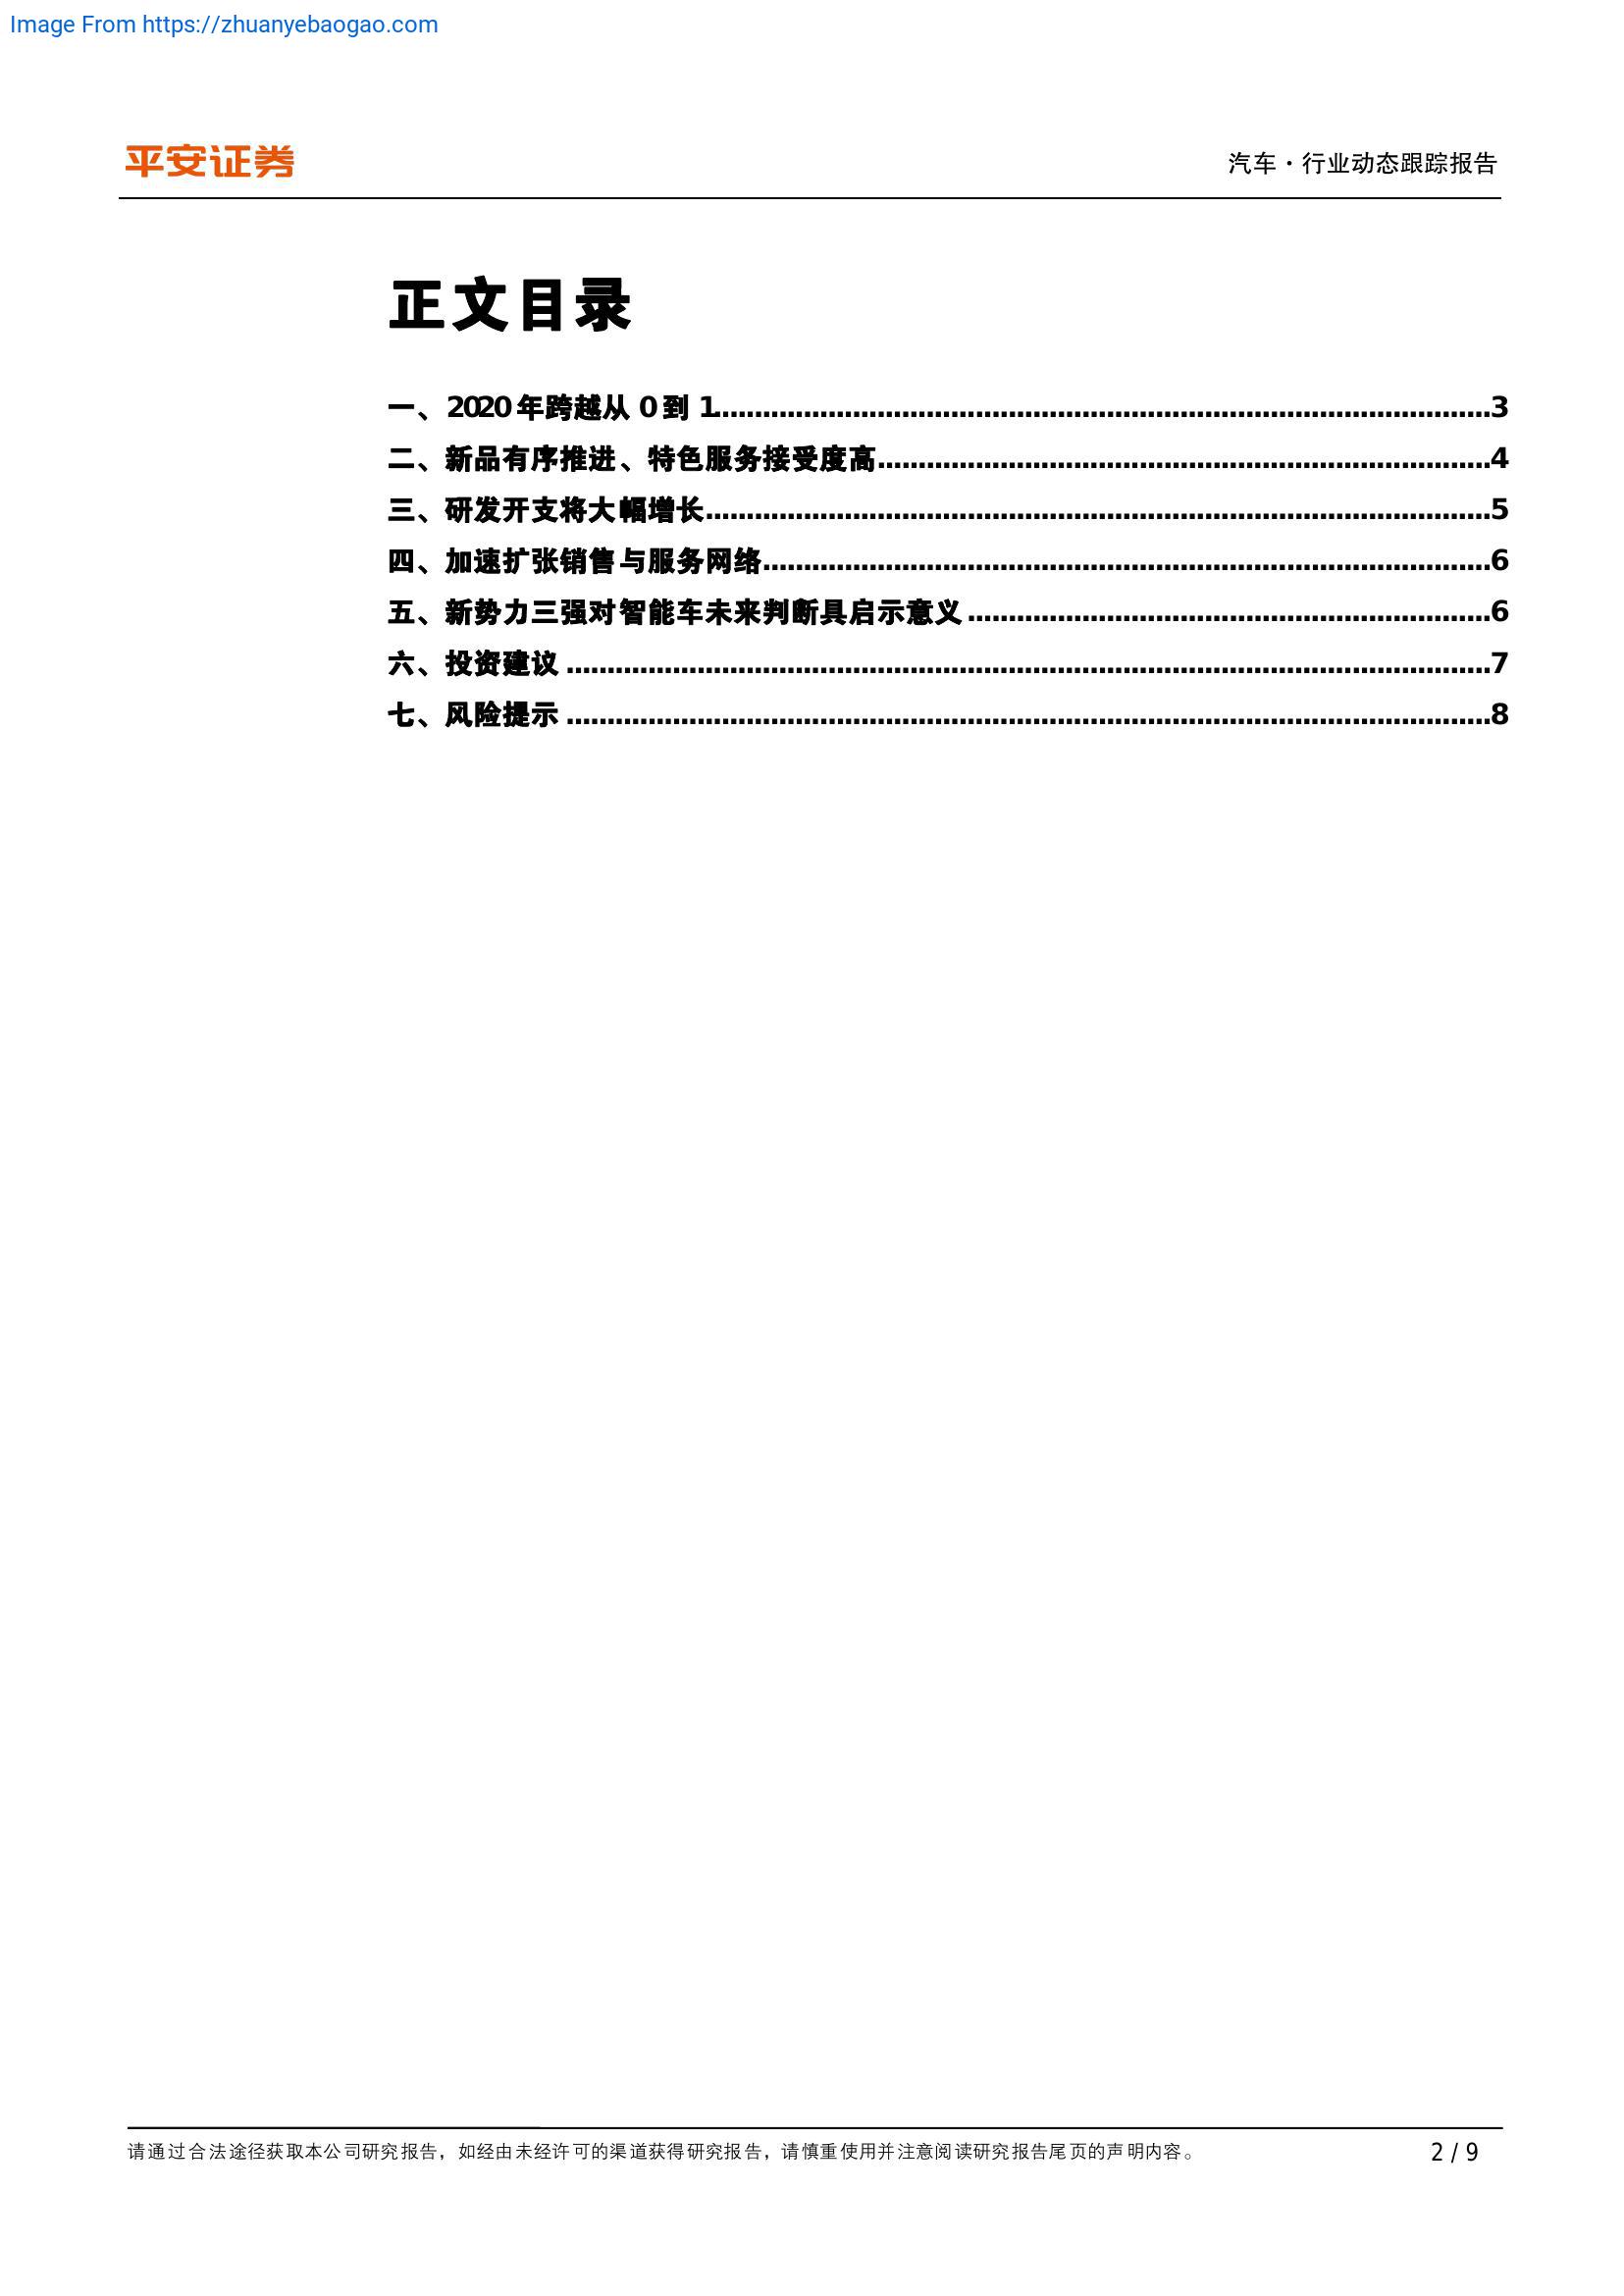 Image From https://zhuanyebaogao.com
平安证券
汽车·行业动态跟踪报告
正文目录
一、2020 年跨越从 0 到 1................................................................................................3
二、新品有序推进、特色服务接受度高............................................................................4
三、研发开支将大幅增长.................................................................................................5
四、加速扩张销售与服务网络..........................................................................................6
五、新势力三强对智能车未来判断具启示意义 ................................................................6
六、投资建议 ..................................................................................................................7
七、风险提示 ..................................................................................................................8
请通过合法途径获取本公司研究报告，如经由未经许可的渠道获得研究报告，请慎重使用并注意阅读研究报告尾页的声明内容。
2 / 9